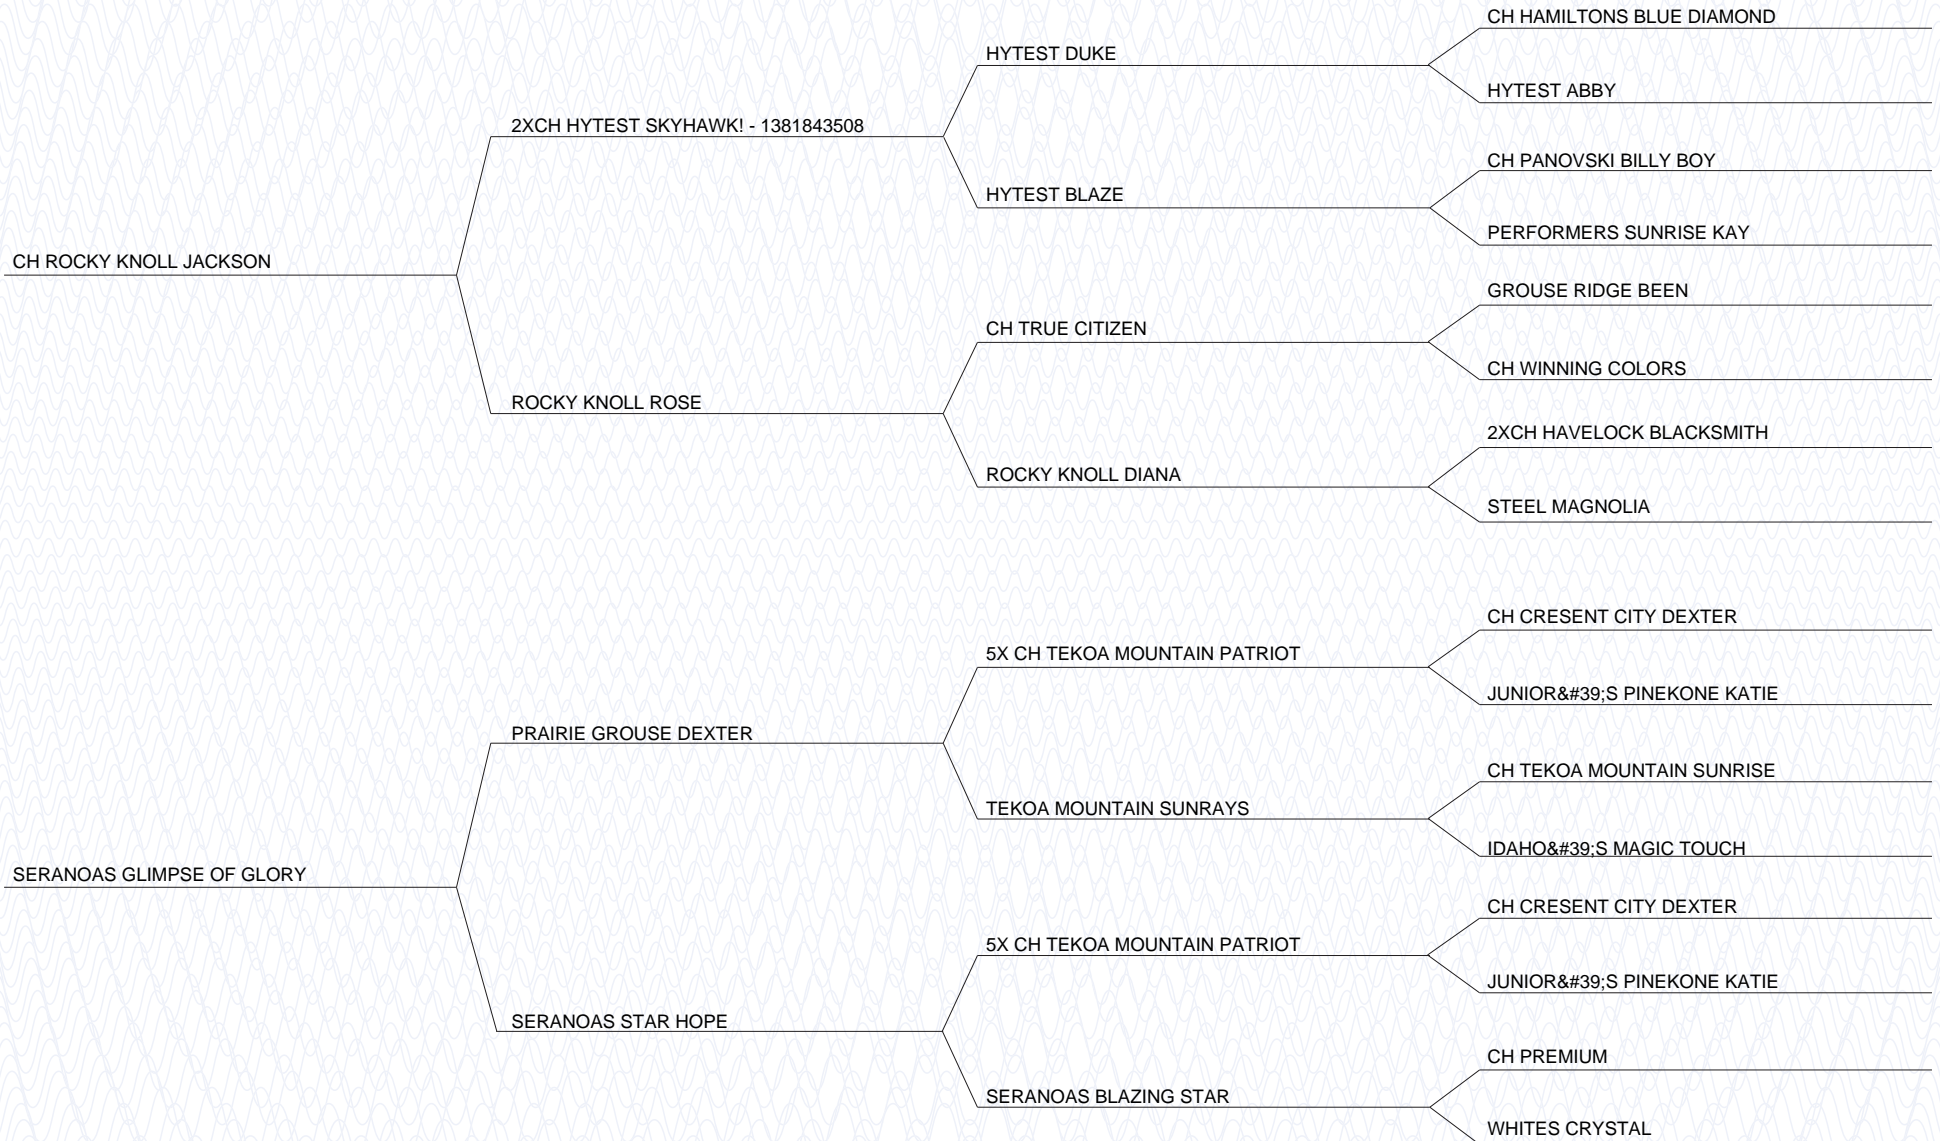 CH HAMILTONS BLUE DIAMOND
HYTEST DUKE
HYTEST ABBY
2XCH HYTEST SKYHAWK! - 1381843508
CH PANOVSKI BILLY BOY
HYTEST BLAZE
PERFORMERS SUNRISE KAY
CH ROCKY KNOLL JACKSON
GROUSE RIDGE BEEN
CH TRUE CITIZEN
CH WINNING COLORS
ROCKY KNOLL ROSE
2XCH HAVELOCK BLACKSMITH
ROCKY KNOLL DIANA
STEEL MAGNOLIA
CH CRESENT CITY DEXTER
5X CH TEKOA MOUNTAIN PATRIOT
JUNIOR&#39;S PINEKONE KATIE
PRAIRIE GROUSE DEXTER
CH TEKOA MOUNTAIN SUNRISE
TEKOA MOUNTAIN SUNRAYS
IDAHO&#39;S MAGIC TOUCH
SERANOAS GLIMPSE OF GLORY
CH CRESENT CITY DEXTER
5X CH TEKOA MOUNTAIN PATRIOT
JUNIOR&#39;S PINEKONE KATIE
SERANOAS STAR HOPE
CH PREMIUM
SERANOAS BLAZING STAR
WHITES CRYSTAL